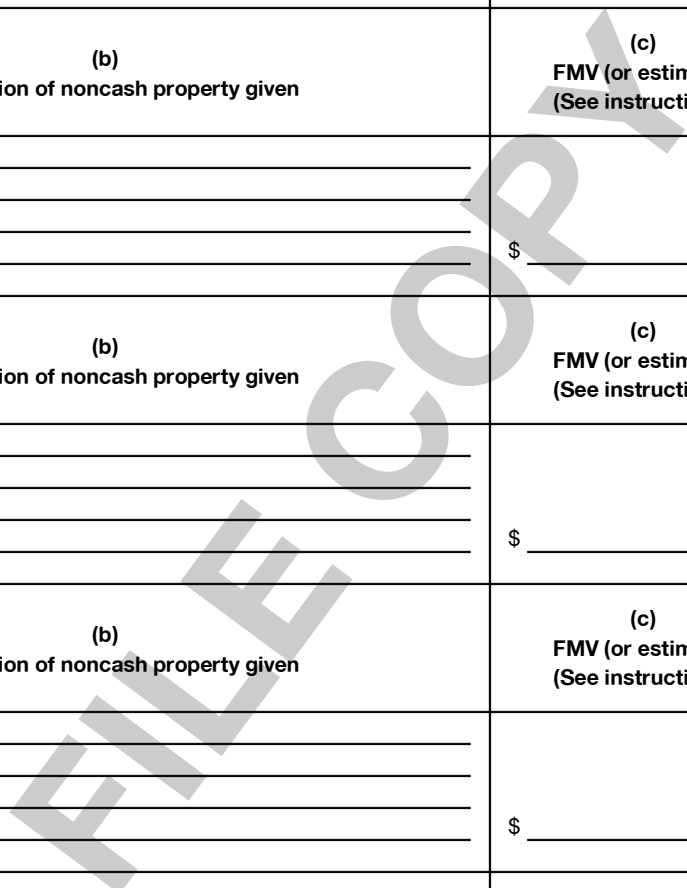 (b)
ion of noncash property given
(c)
FMV (or estim
(See instructi
$
(b)
ion of noncash property given
(c)
FMV (or estim
(See instructi
$
(b)
ion of noncash property given
(c)
FMV (or estim
(See instructi
$
FILE COPY